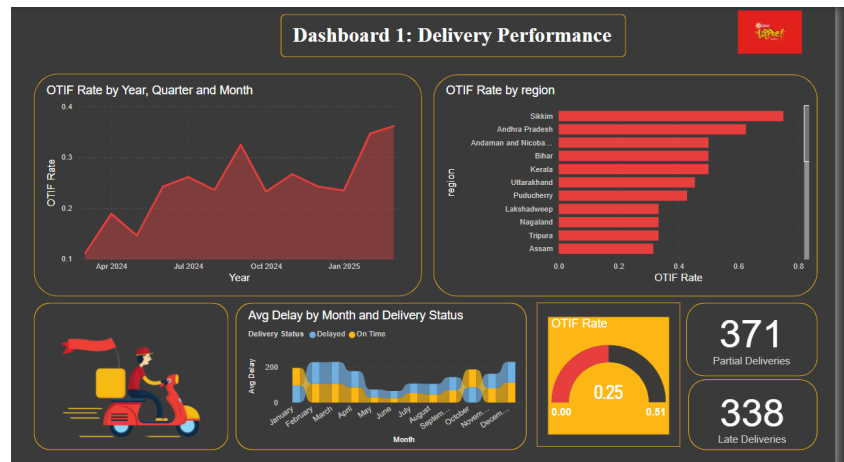 Dashboard 1: Delivery Performance
OTIF Rate by Year, Quarter and Month
0.4
0.3
0.2
0.1
OTIF Rate
Apr 2024
Jul 2024
Oct 2024
Jan 2025
Year
OTIF Rate by region
region
Sikkim
Andhra Pradesh
Andaman and Nicoba...
Bihar
Kerala
Uttarakhand
Puducherry
Lakshadweep
Nagaland
Tripura
Assam
0.0
0.2
0.4
0.6
0.8
OTIF Rate
Avg Delay by Month and Delivery Status
Delivery Status Delayed On Time
Avg Delay
200
0
January
February
March
April
May
June
July
August
Septem...
October
Novem...
Decem...
Month
OTIF Rate
0.25
0.00
0.51
371
Partial Deliveries
338
Late Deliveries